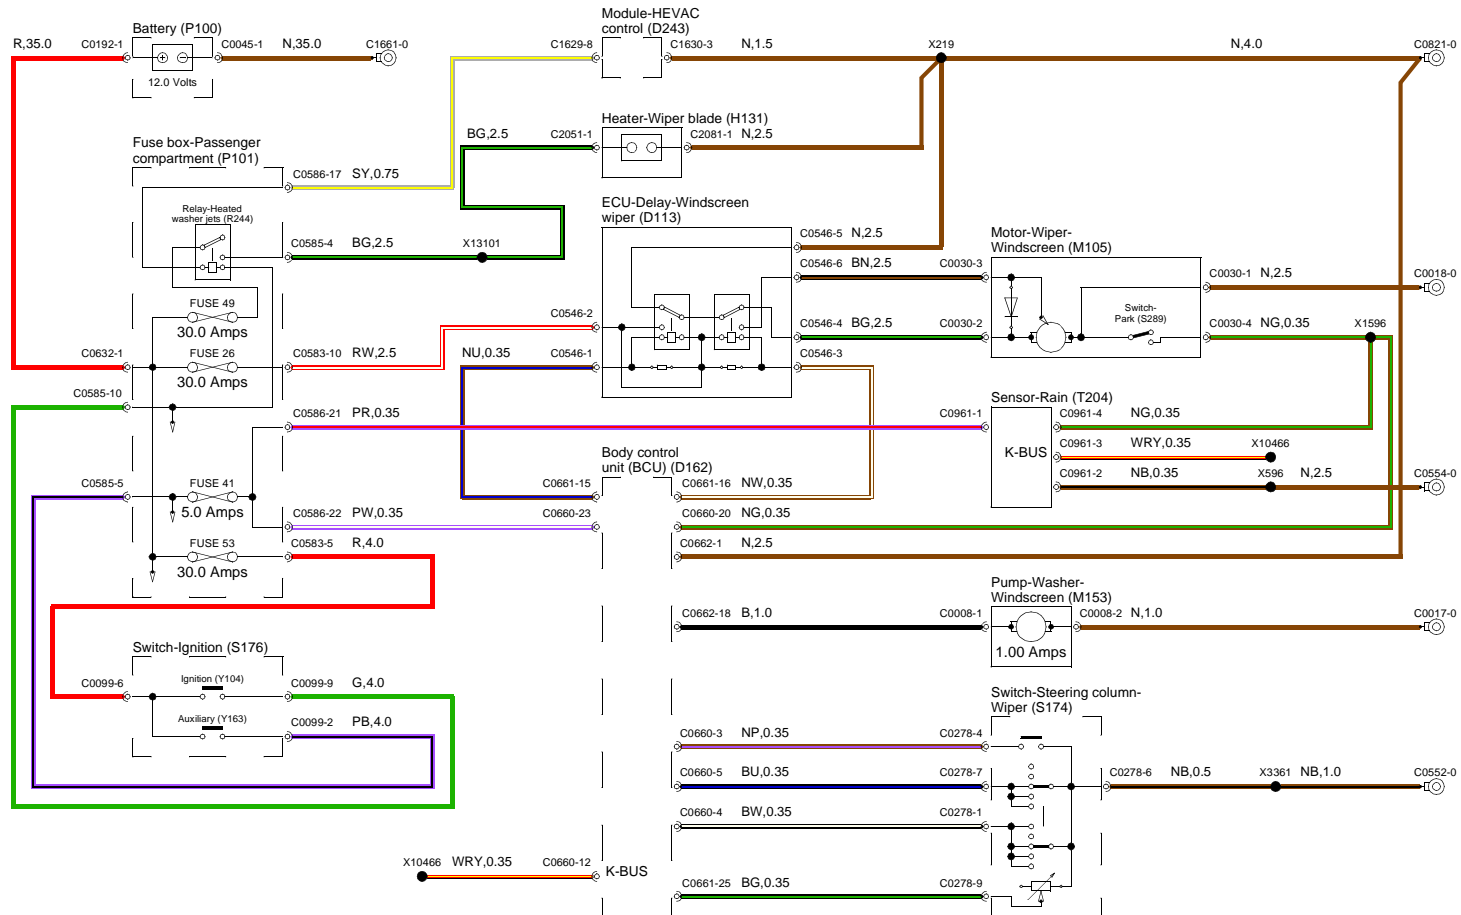 Battery (P100)
R,35.0
C0192-1
C0045-1
N,35.0
C1661-0
12.0 Volts
Module-HEVAC
control (D243)
C1629-8
C1630-3
N,1.5
X219
N,4.0
C0821-0
Heater-Wiper blade (H131)
BG,2.5
C2051-1
C2081-1
N,2.5
Fuse box-Passenger
compartment (P101)
C0586-17
SY,0.75
Relay-Heated
washer jets (R244)
C0585-4
BG,2.5
X13101
ECU-Delay-Windscreen
wiper (D113)
C0546-5
N,2.5
C0546-6
BN,2.5
C0030-3
Motor-Wiper-
Windscreen (M105)
C0030-1
N,2.5
C0018-0
FUSE 49
30.0 Amps
C0546-2
C0546-4
BG,2.5
C0030-2
Switch-
Park (S289)
C0030-4
NG,0.35
X1596
C0632-1
FUSE 26
30.0 Amps
C0583-10
RW,2.5
NU,0.35
C0546-1
C0546-3
C0585-10
C0586-21
PR,0.35
C0961-1
Sensor-Rain (T204)
C0961-4
NG,0.35
K-BUS
C0961-3
WRY,0.35
X10466
C0961-2
NB,0.35
X596
N,2.5
C0554-0
Body control
unit (BCU) (D162)
C0585-5
FUSE 41
5.0 Amps
C0661-15
C0661-16
NW,0.35
C0586-22
PW,0.35
C0660-23
C0660-20
NG,0.35
FUSE 53
30.0 Amps
C0583-5
R,4.0
C0662-1
N,2.5
Pump-Washer-
Windscreen (M153)
C0662-18
B,1.0
C0008-1
C0008-2
N,1.0
C0017-0
1.00 Amps
Switch-Ignition (S176)
C0099-6
Ignition (Y104)
C0099-9
G,4.0
Auxiliary (Y163)
C0099-2
PB,4.0
Switch-Steering column-
Wiper (S174)
C0660-3
NP,0.35
C0278-4
C0660-5
BU,0.35
C0278-7
C0278-6
NB,0.5
X3361
NB,1.0
C0552-0
C0660-4
BW,0.35
C0278-1
X10466
WRY,0.35
C0660-12
K-BUS
C0661-25
BG,0.35
C0278-9